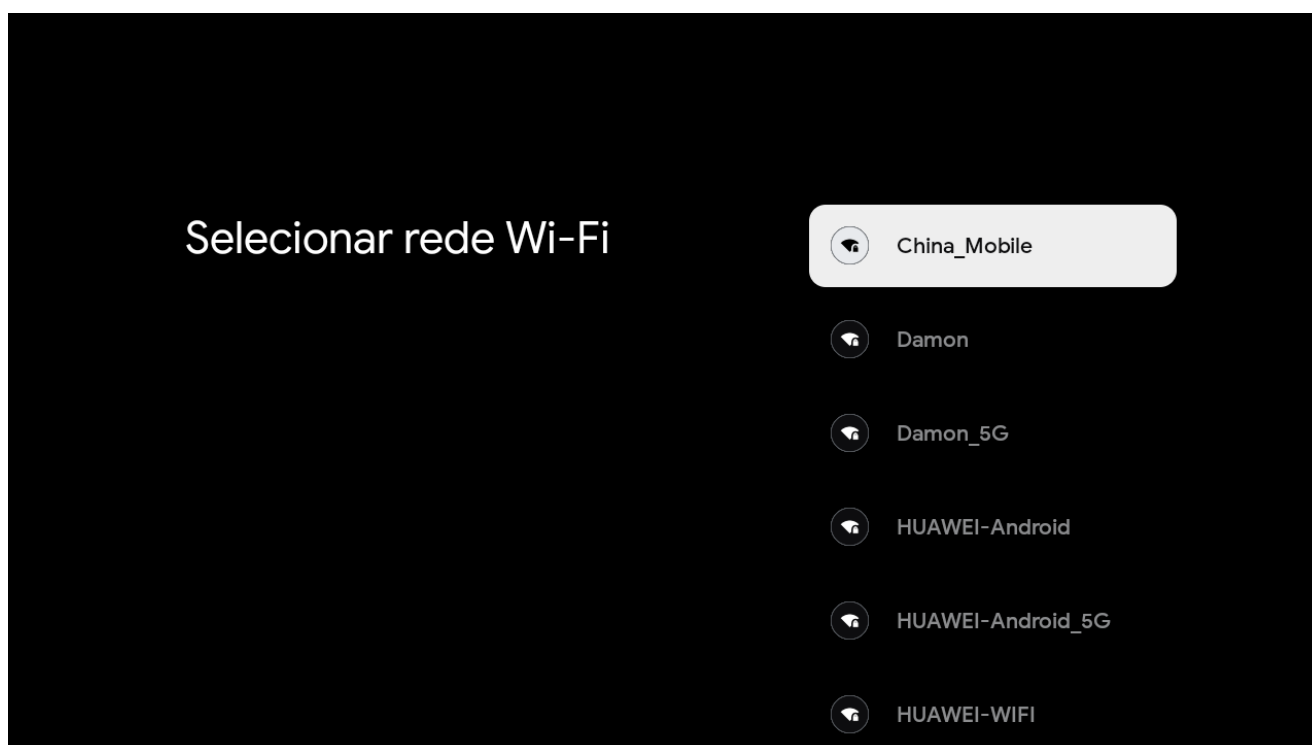 Selecionar rede Wi-Fi
China_Mobile
Damon
Damon_5G
HUAWEI-Android
HUAWEI-Android_5G
HUAWEI-WIFI